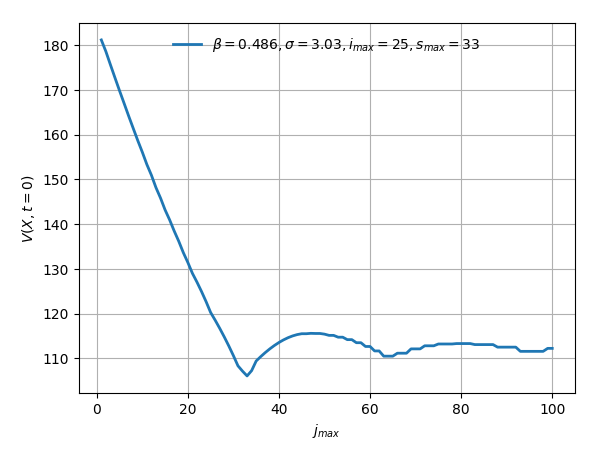 β = 0.486, σ = 3.03, i_max = 25, s_max = 33
180
170
160
150
140
130
120
110
V(X, t = 0)
0 20 40 60 80 100
j_max